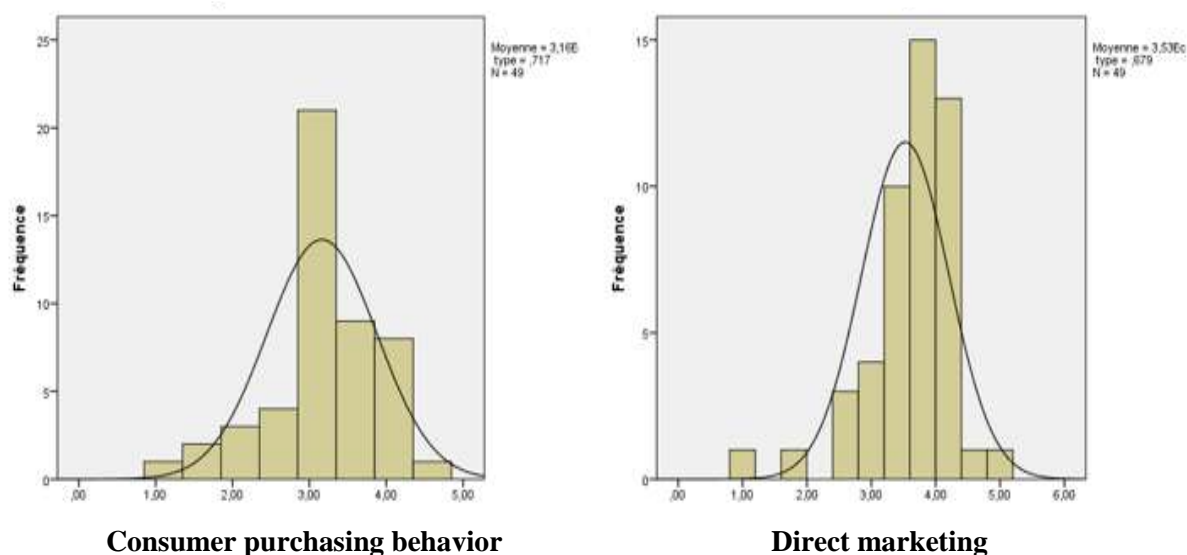 25
20
15
10
5
0
Fréquence
,00 1,00 2,00 3,00 4,00 5,00
Moyenne = 3,16E
type = ,717
N = 49
Consumer purchasing behavior
15
10
5
0
Fréquence
,00 1,00 2,00 3,00 4,00 5,00 6,00
Moyenne = 3,53Ec
type = ,679
N = 49
Direct marketing